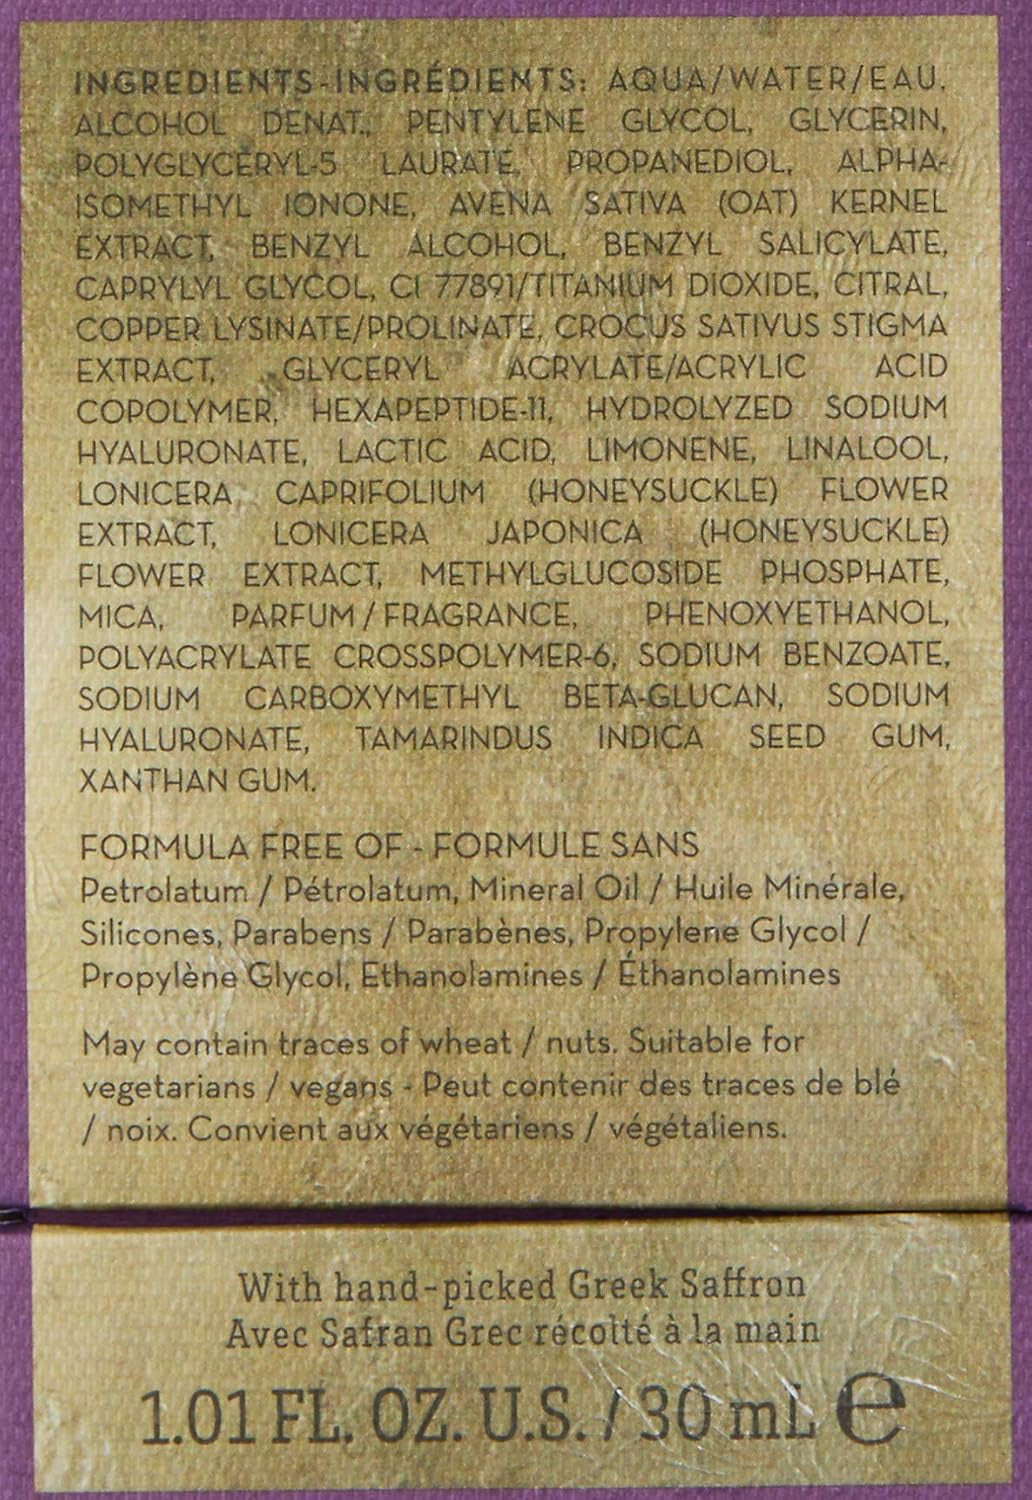 INGREDIENTS-INGRÉDIENTS: AQUA/WATER/EAU,
ALCOHOL DENAT., PENTYLENE GLYCOL, GLYCERIN,
POLYGLYCERYL-5 LAURATE, PROPANEDIOL, ALPHA-
ISOMETHYL IONONE, AVENA SATIVA (OAT) KERNEL
EXTRACT, BENZYL ALCOHOL, BENZYL SALICYLATE,
CAPRYLYL GLYCOL, CI 77891/TITANIUM DIOXIDE, CITRAL,
COPPER LYSINATE/PROLINATE, CROCUS SATIVUS STIGMA
EXTRACT, GLYCERYL ACRYLATE/ACRYLIC ACID
COPOLYMER, HEXAPEPTIDE-11, HYDROLYZED SODIUM
HYALURONATE, LACTIC ACID, LIMONENE, LINALOOL,
LONICERA CAPRIFOLIUM (HONEYSUCKLE) FLOWER
EXTRACT, LONICERA JAPONICA (HONEYSUCKLE)
FLOWER EXTRACT, METHYLGLUCOSIDE PHOSPHATE,
MICA, PARFUM / FRAGRANCE, PHENOXYETHANOL,
POLYACRYLATE CROSSPOLYMER-6, SODIUM BENZOATE,
SODIUM CARBOXYMETHYL BETA-GLUCAN, SODIUM
HYALURONATE, TAMARINDUS INDICA SEED GUM,
XANTHAN GUM.
FORMULA FREE OF - FORMULE SANS
Petrolatum / Pétrolatum, Mineral Oil / Huile Minérale,
Silicones, Parabens / Parabènes, Propylene Glycol /
Propylène Glycol, Ethanolamines / Éthanolamines
May contain traces of wheat / nuts. Suitable for
vegetarians / vegans - Peut contenir des traces de blé
/ noix. Convient aux végétariens / végétaliens.
With hand-picked Greek Saffron
Avec Safran Grec récolté à la main
1.01 FL. OZ. U.S. / 30 mL e